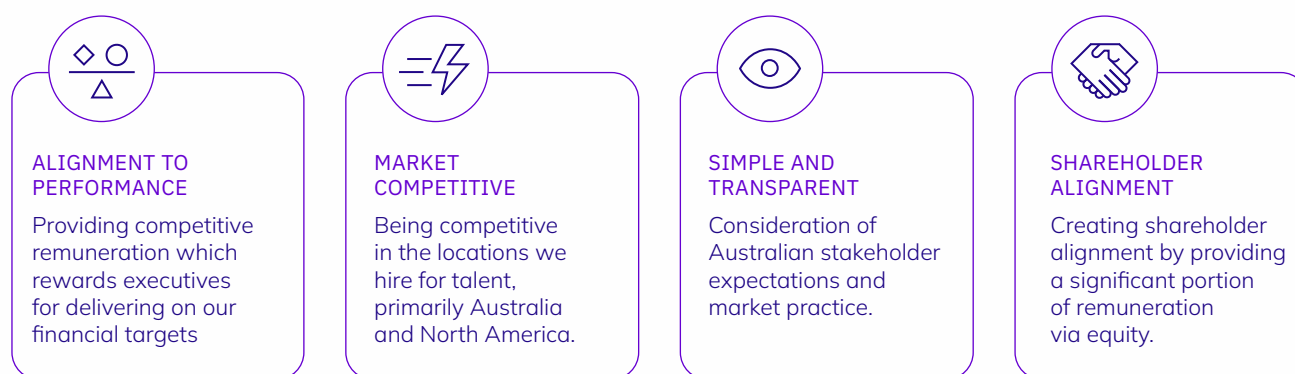 ALIGNMENT TO
PERFORMANCE
Providing competitive
remuneration which
rewards executives
for delivering on our
financial targets
MARKET
COMPETITIVE
Being competitive
in the locations we
hire for talent,
primarily Australia
and North America.
SIMPLE AND
TRANSPARENT
Consideration of
Australian stakeholder
expectations and
market practice.
SHAREHOLDER
ALIGNMENT
Creating shareholder
alignment by providing
a significant portion
of remuneration
via equity.